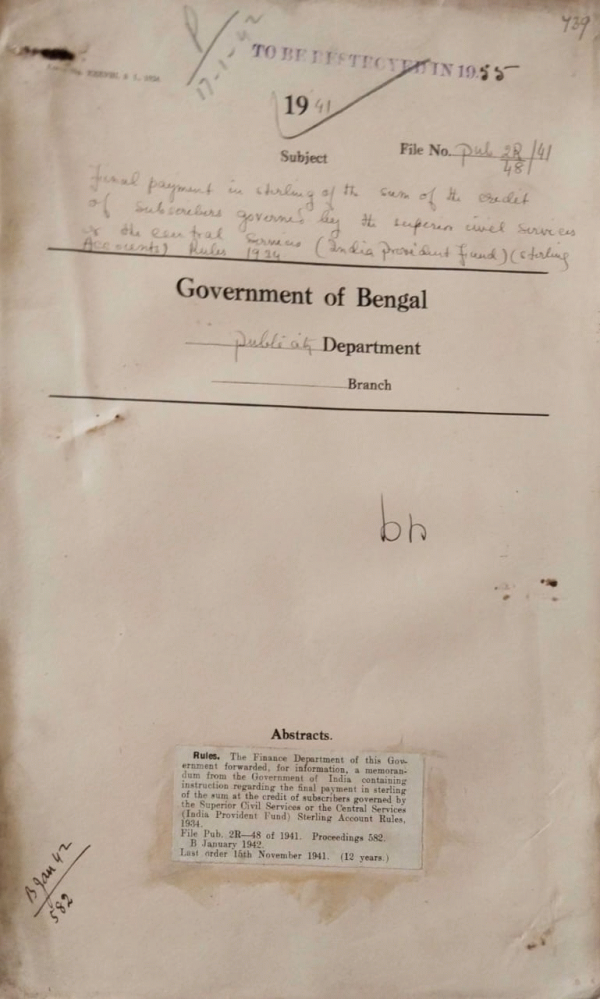 739
17-1-42
TO BE DESTROYED IN 1955
1941
Subject
File No. Pub 2R/48/41
Final payment in sterling of the sum of the credit
of subscribers governed by the superior civil services
or the central Services (India Provident Fund) (sterling
Accounts) Rules 1934
Government of Bengal
Publicity Department
Branch
Abstracts.
Rules. The Finance Department of this Gov-
ernment forwarded, for information, a memoran-
dum from the Government of India containing
instruction regarding the final payment in sterling
of the sum at the credit of subscribers governed by
the Superior Civil Services or the Central Services
(India Provident Fund) Sterling Account Rules,
1934.
File Pub. 2R—48 of 1941. Proceedings 582.
B January 1942.
Last order 15th November 1941. (12 years.)
B Jan 42
582